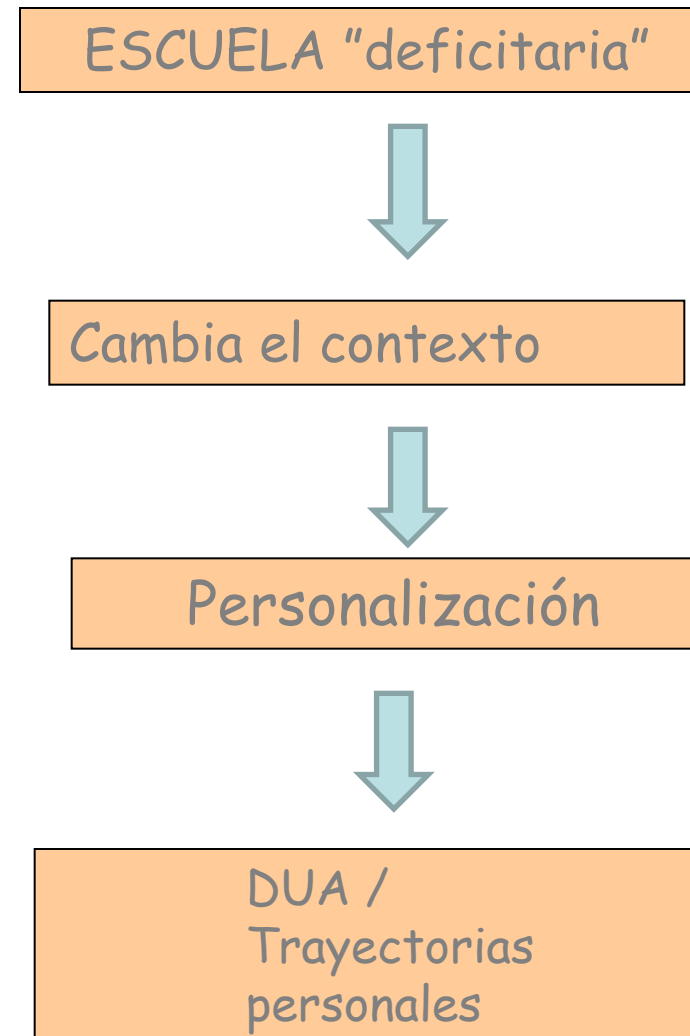 ESCUELA "deficitaria"
Cambia el contexto
Personalización
DUA /
Trayectorias
personales